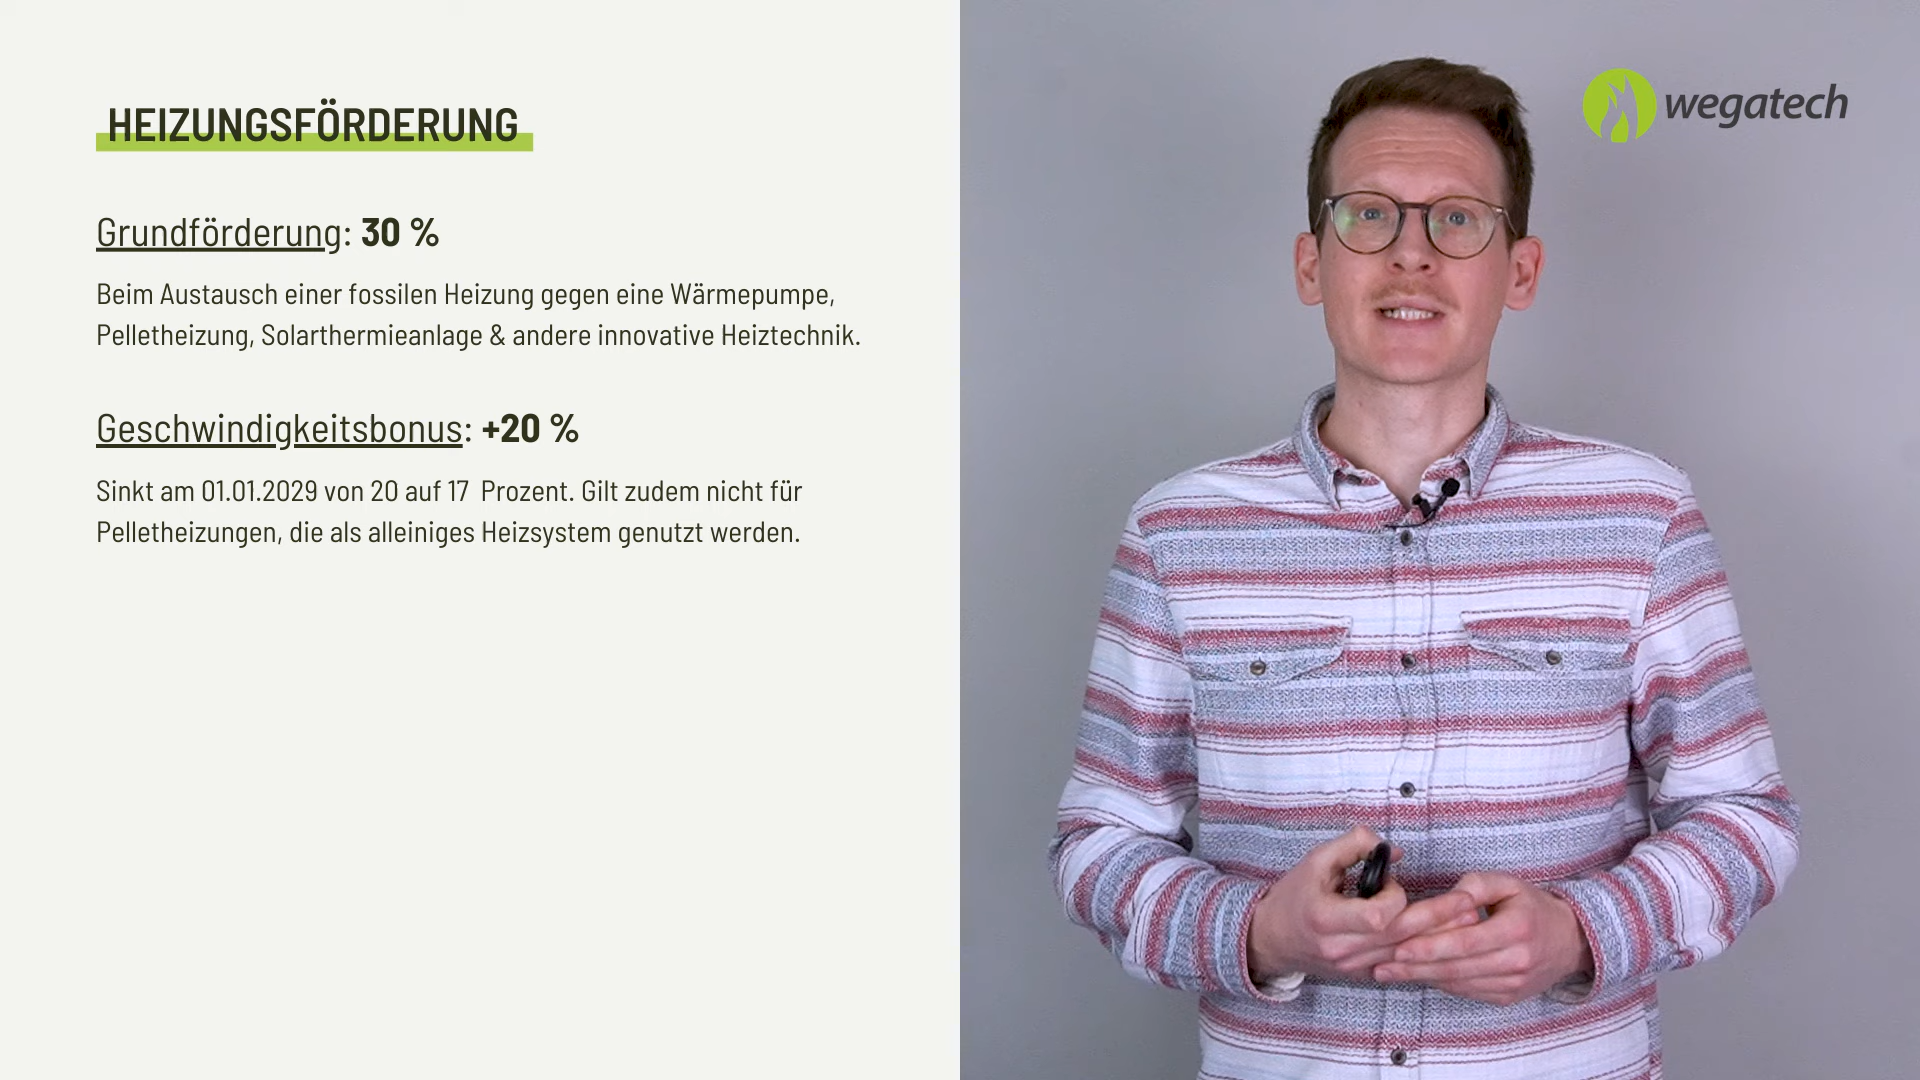 HEIZUNGSFÖRDERUNG
Grundförderung: 30 %
Beim Austausch einer fossilen Heizung gegen eine Wärmepumpe,
Pelletheizung, Solarthermieanlage & andere innovative Heiztechnik.
Geschwindigkeitsbonus: +20 %
Sinkt am 01.01.2029 von 20 auf 17 Prozent. Gilt zudem nicht für
Pelletheizungen, die als alleiniges Heizsystem genutzt werden.
wegatech